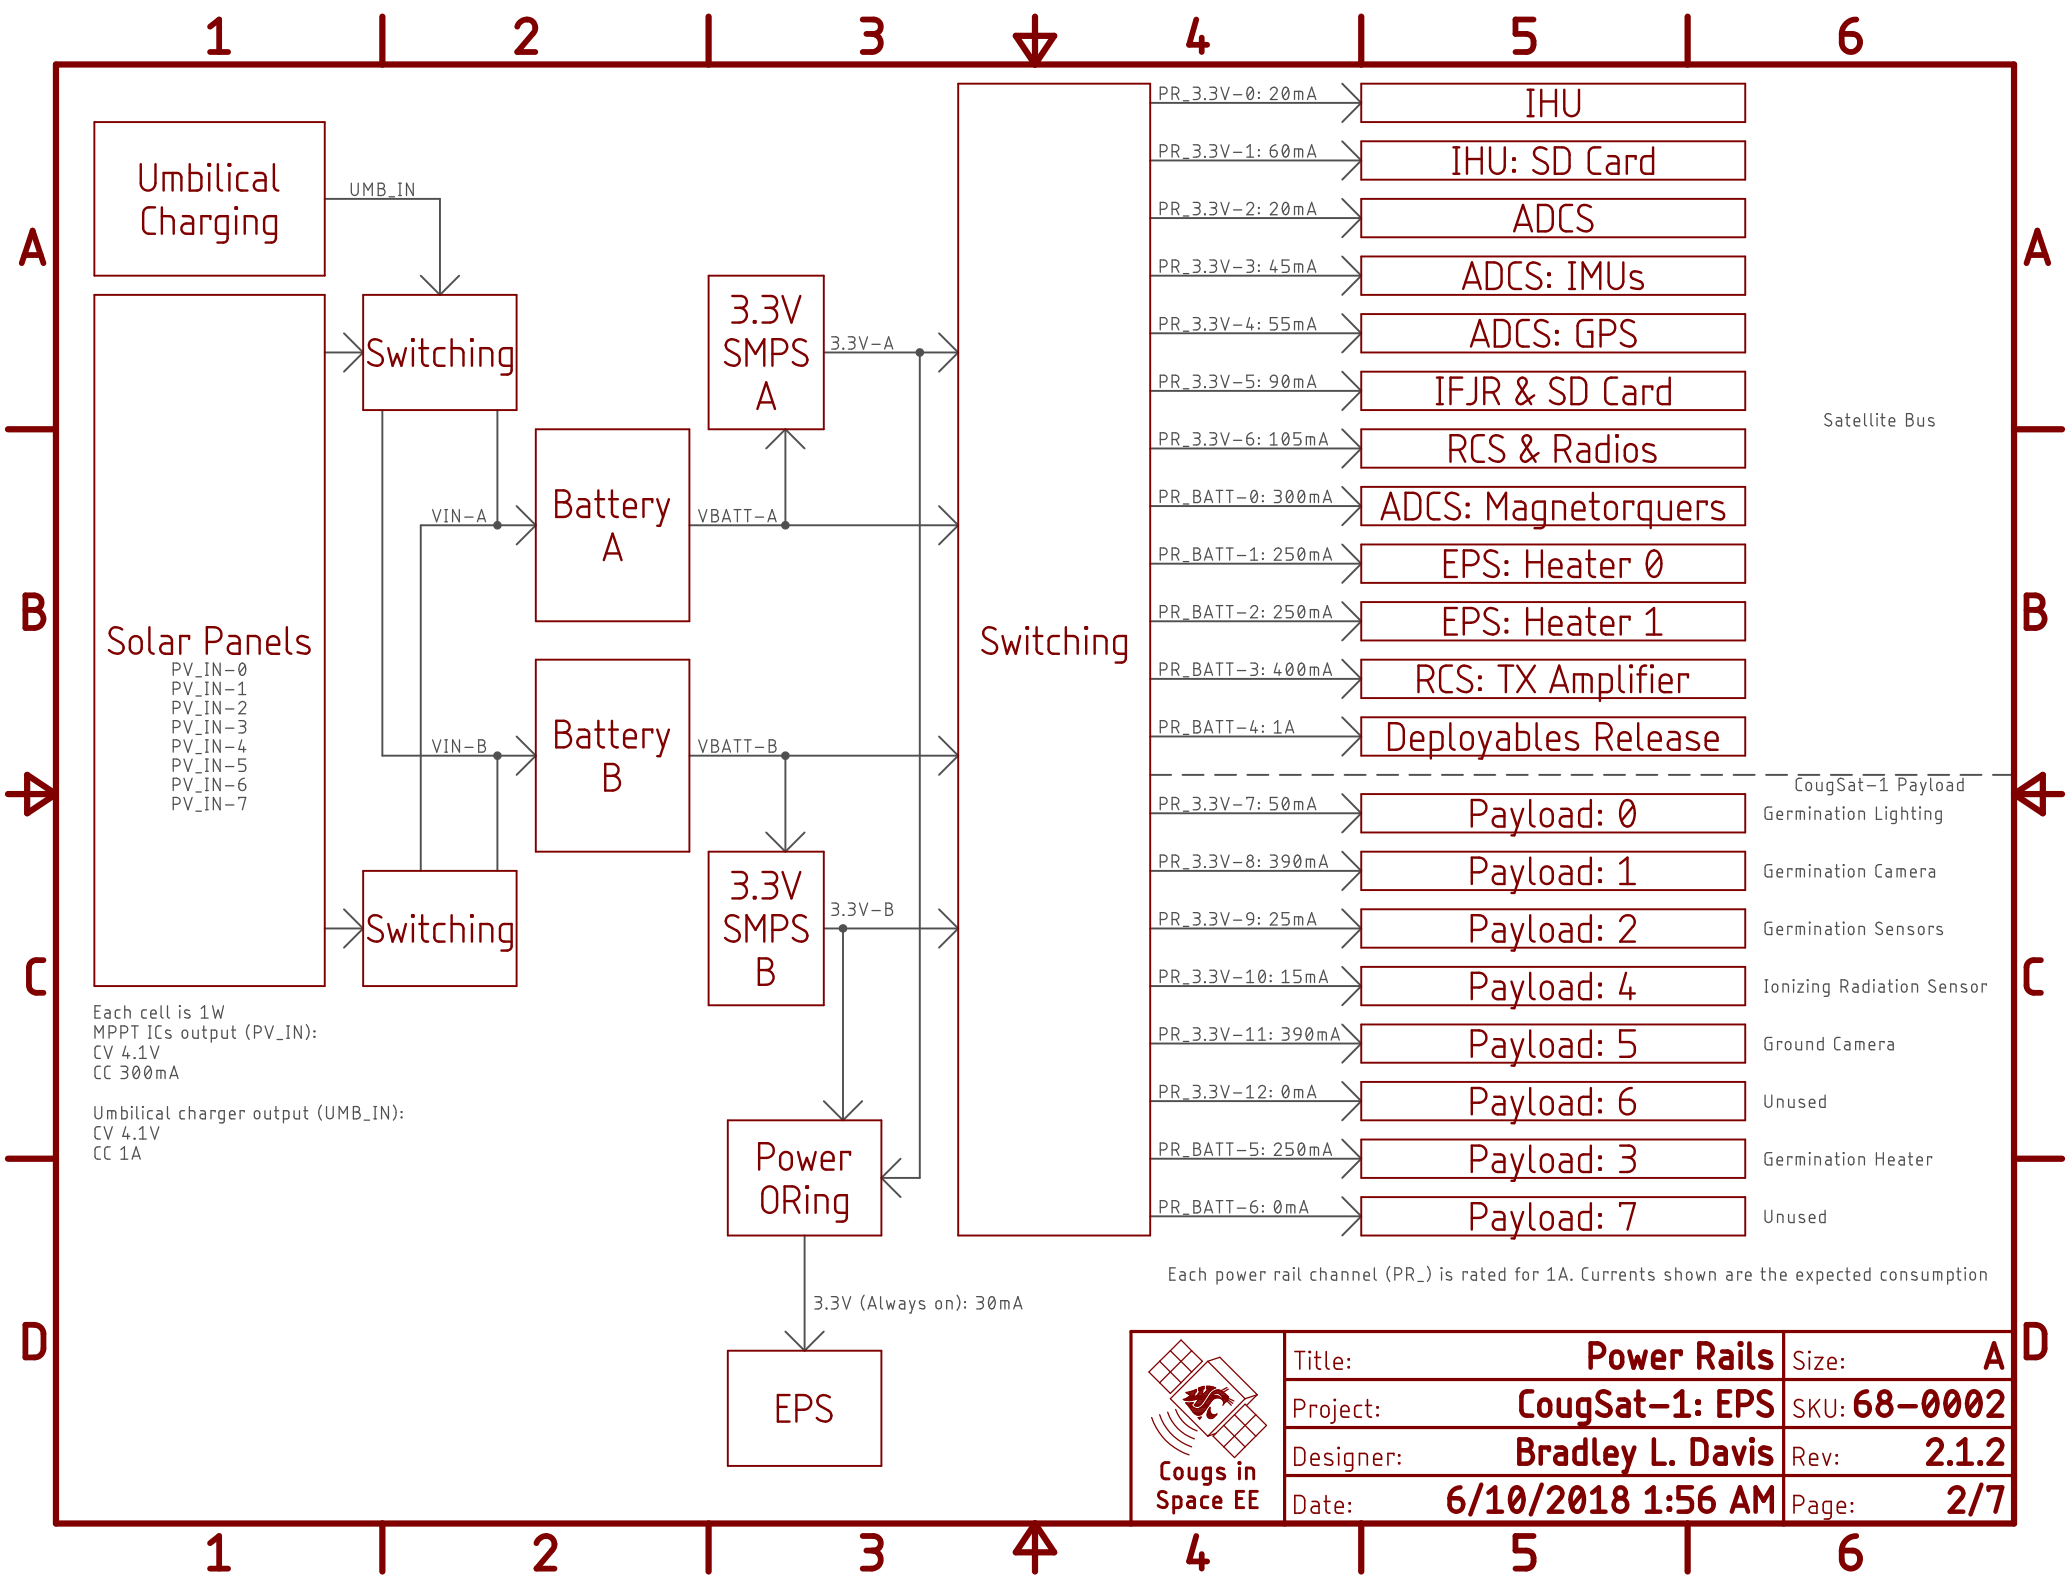 1 2 3 4 5 6
A
B
C
D
A
B
C
D
Umbilical
Charging
UMB_IN
Switching
Solar Panels
PV_IN-0
PV_IN-1
PV_IN-2
PV_IN-3
PV_IN-4
PV_IN-5
PV_IN-6
PV_IN-7
Switching
Each cell is 1W
MPPT ICs output (PV_IN):
CV 4.1V
CC 300mA
Umbilical charger output (UMB_IN):
CV 4.1V
CC 1A
VIN-A
Battery
A
VBATT-A
VIN-B
Battery
B
VBATT-B
3.3V
SMPS
A
3.3V-A
3.3V
SMPS
B
3.3V-B
Power
ORing
3.3V (Always on): 30mA
EPS
Switching
PR_3.3V-0: 20mA
IHU
PR_3.3V-1: 60mA
IHU: SD Card
PR_3.3V-2: 20mA
ADCS
PR_3.3V-3: 45mA
ADCS: IMUs
PR_3.3V-4: 55mA
ADCS: GPS
PR_3.3V-5: 90mA
IFJR & SD Card
Satellite Bus
PR_3.3V-6: 105mA
RCS & Radios
PR_BATT-0: 300mA
ADCS: Magnetorquers
PR_BATT-1: 250mA
EPS: Heater 0
PR_BATT-2: 250mA
EPS: Heater 1
PR_BATT-3: 400mA
RCS: TX Amplifier
PR_BATT-4: 1A
Deployables Release
CougSat-1 Payload
PR_3.3V-7: 50mA
Payload: 0
Germination Lighting
PR_3.3V-8: 390mA
Payload: 1
Germination Camera
PR_3.3V-9: 25mA
Payload: 2
Germination Sensors
PR_3.3V-10: 15mA
Payload: 4
Ionizing Radiation Sensor
PR_3.3V-11: 390mA
Payload: 5
Ground Camera
PR_3.3V-12: 0mA
Payload: 6
Unused
PR_BATT-5: 250mA
Payload: 3
Germination Heater
PR_BATT-6: 0mA
Payload: 7
Unused
Each power rail channel (PR_) is rated for 1A. Currents shown are the expected consumption
Cougs in
Space EE
Title: Power Rails
Size: A
Project: CougSat-1: EPS
SKU: 68-0002
Designer: Bradley L. Davis
Rev: 2.1.2
Date: 6/10/2018 1:56 AM
Page: 2/7
1 2 3 4 5 6